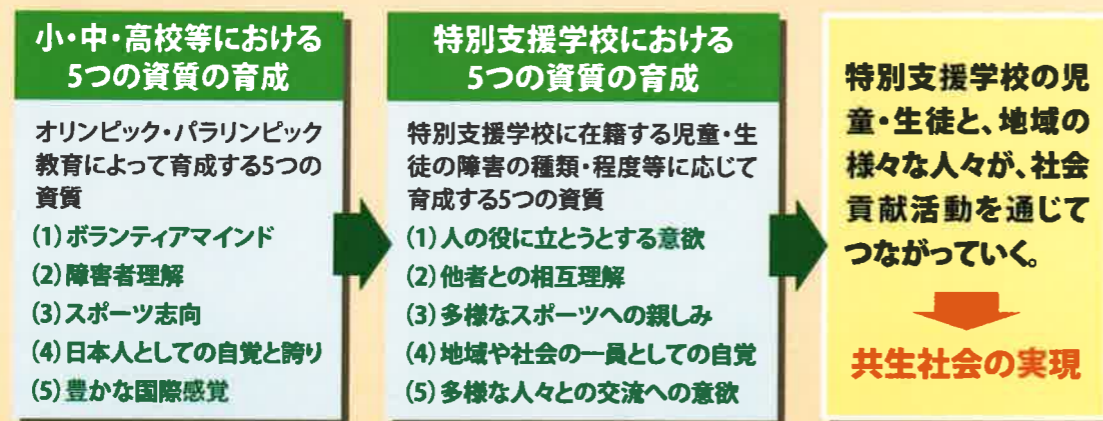 小・中・高校等における
5つの資質の育成
オリンピック・パラリンピック
教育によって育成する5つの
資質
(1)ボランティアマインド
(2)障害者理解
(3)スポーツ志向
(4)日本人としての自覚と誇り
(5)豊かな国際感覚
特別支援学校における
5つの資質の育成
特別支援学校に在籍する児童・生
徒の障害の種類・程度等に応じて
育成する5つの資質
(1)人の役に立とうとする意欲
(2)他者との相互理解
(3)多様なスポーツへの親しみ
(4)地域や社会の一員としての自覚
(5)多様な人々との交流への意欲
特別支援学校の児
童・生徒と、地域の
様々な人々が、社会
貢献活動を通じて
つながっていく。
共生社会の実現